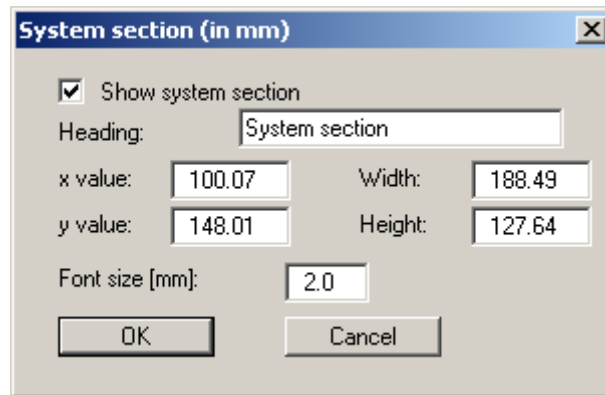 System section (in mm)
Show system section
Heading: System section
x value: 100.07 Width: 188.49
y value: 148.01 Height: 127.64
Font size [mm]: 2.0
OK Cancel